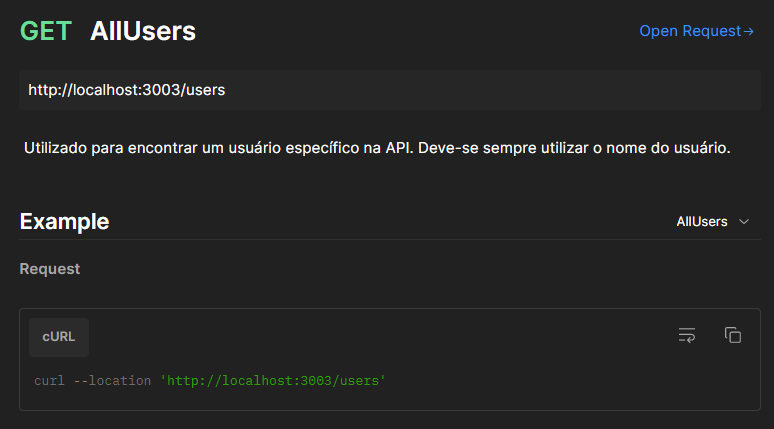 GET AllUsers
Open Request→
http://localhost:3003/users
Utilizado para encontrar um usuário específico na API. Deve-se sempre utilizar o nome do usuário.
Example
AllUsers
Request
cURL
curl --location 'http://localhost:3003/users'